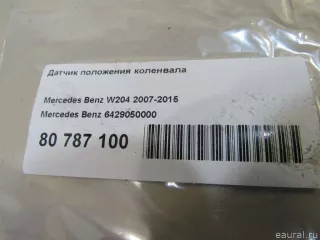 Датчик положения коленвала
Mercedes Benz W204 2007-2015
Mercedes Benz 6429050000
80 787 100
eaural.ru